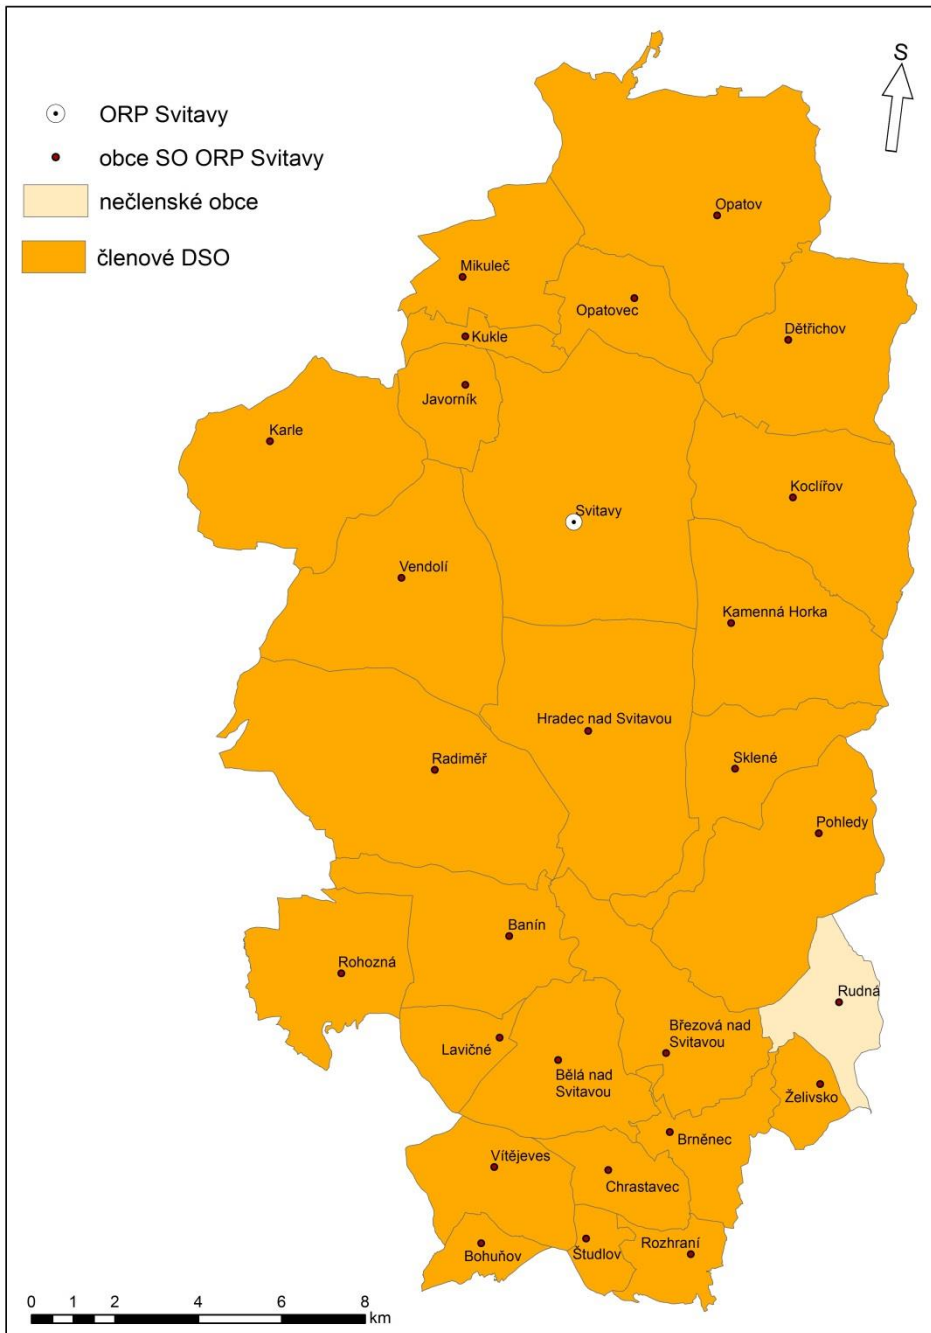 S
ORP Svitavy
obce SO ORP Svitavy
nečlenské obce
členové DSO
Opatov
Mikuleč
Opatovec
Kukle
Dětřichov
Javorník
Karle
Koclířov
Svitavy
Vendolí
Kamenná Horka
Hradec nad Svitavou
Radiměř
Sklené
Pohledy
Banín
Rohozná
Rudná
Lavičné
Březová nad
Svitavou
Bělá nad
Svitavou
Želivsko
Brněnec
Vítějeves
Chrastavec
Bohuňov
Študlov
Rozhraní
0 1 2 4 6 8
km